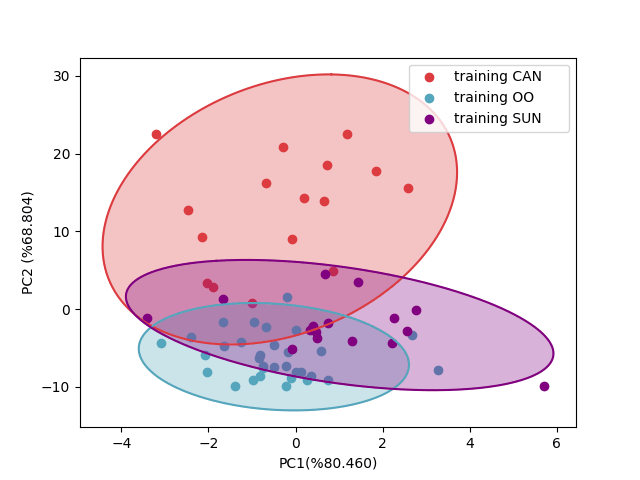 training CAN
training OO
training SUN
30
20
10
0
−10
PC2 (%68.804)
−4
−2
0
2
4
6
PC1(%80.460)